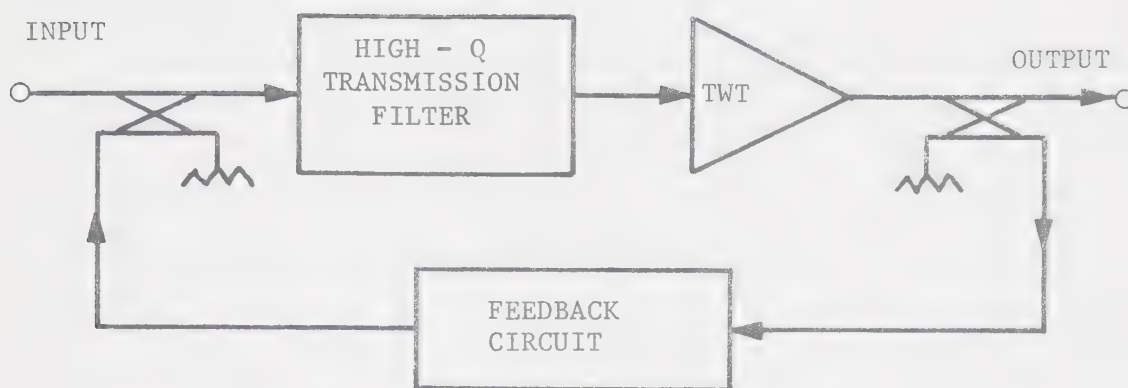 INPUT
HIGH - Q
TRANSMISSION
FILTER
TWT
OUTPUT
FEEDBACK
CIRCUIT